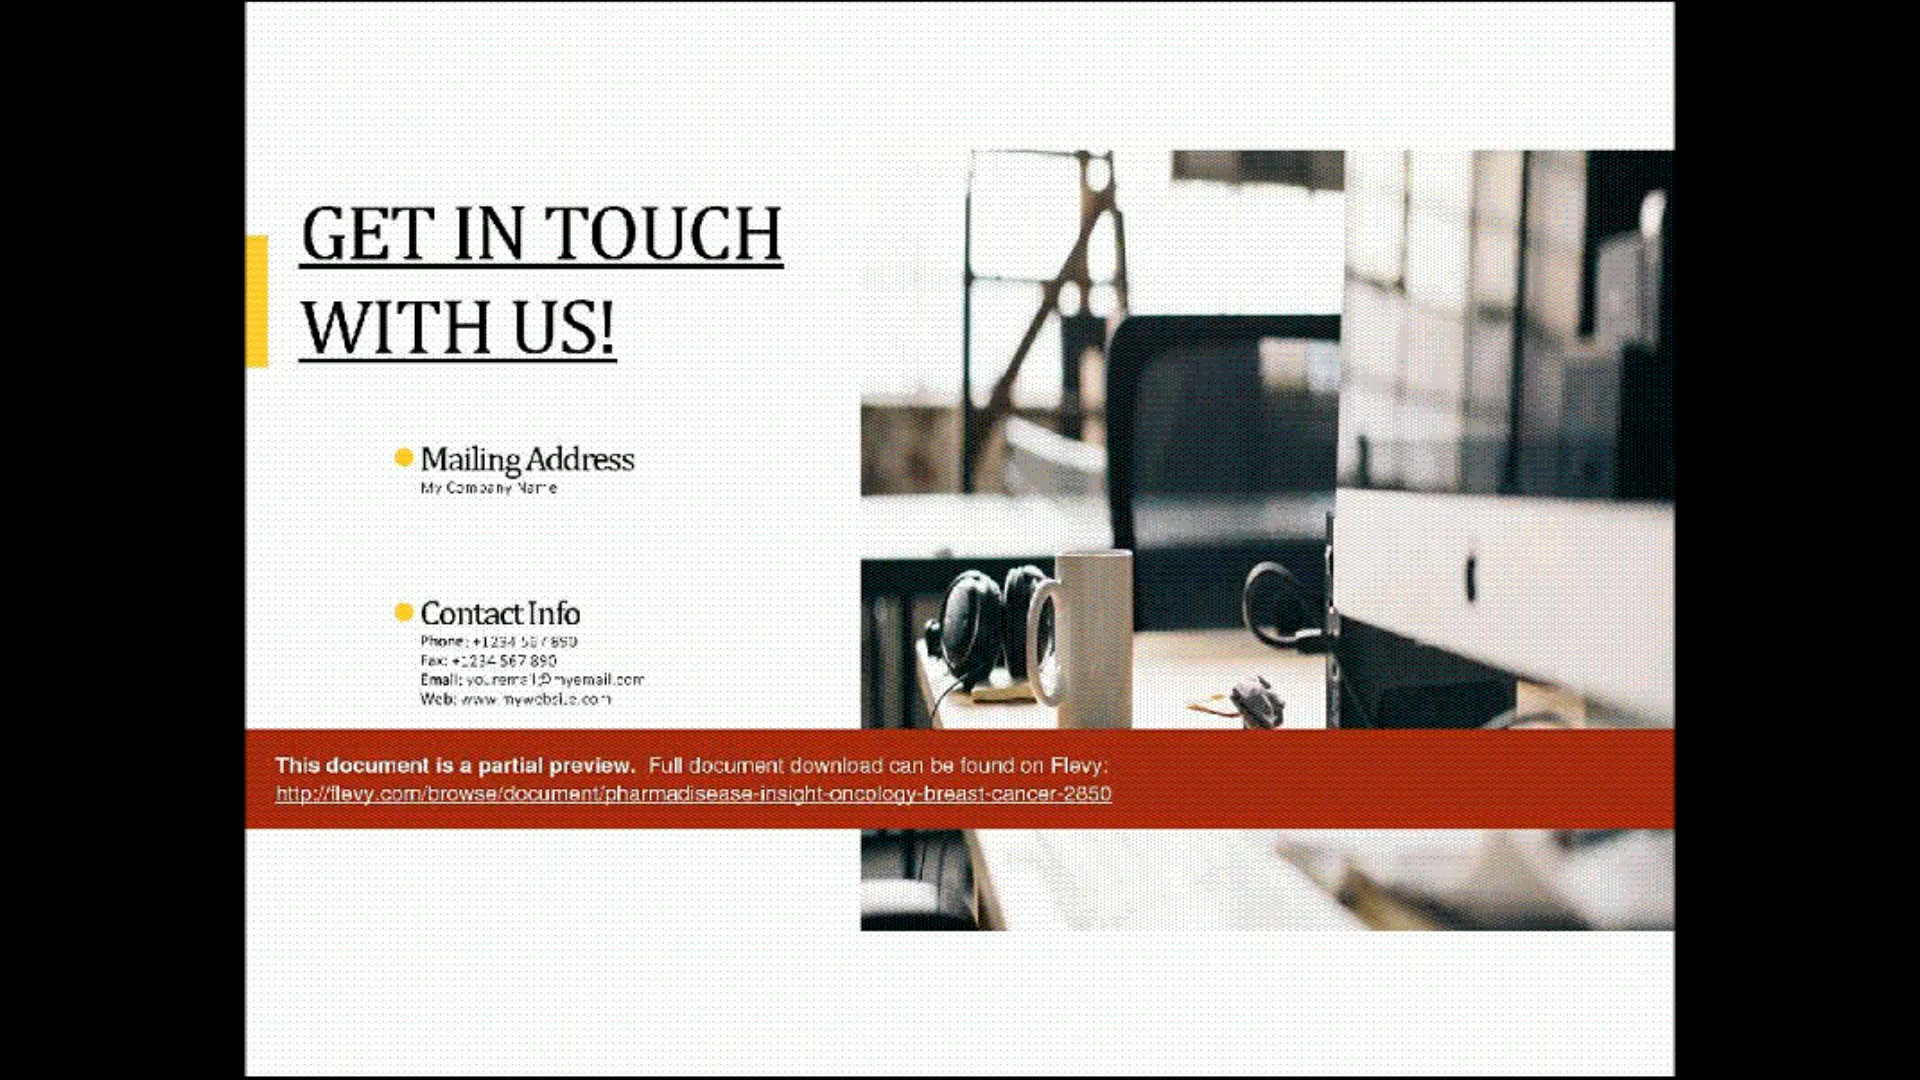 GET IN TOUCH
WITH US!
Mailing Address
My Company Name
Contact Info
Phone: +1234 567 890
Fax: +1234 567 890
Email: youremail@myemail.com
Web: www.mywebsite.com
This document is a partial preview. Full document download can be found on Flevy:
http://flevy.com/browse/document/pharmadisease-insight-oncology-breast-cancer-2850